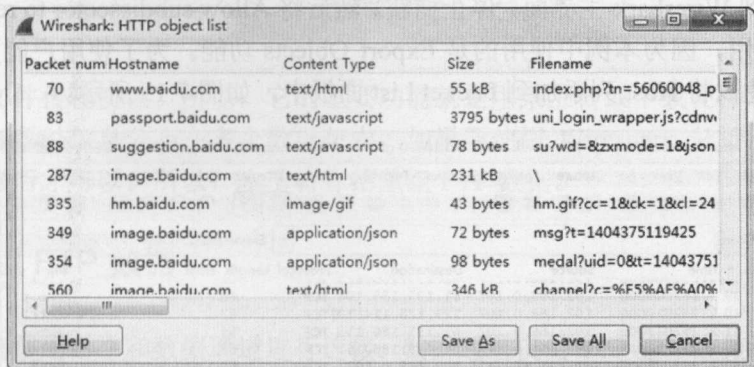 Wireshark: HTTP object list
Packet num Hostname Content Type Size Filename
70 www.baidu.com text/html 55 kB index.php?tn=56060048_p
83 passport.baidu.com text/javascript 3795 bytes uni_login_wrapper.js?cdnv
88 suggestion.baidu.com text/javascript 78 bytes su?wd=&zxmode=1&json
287 image.baidu.com text/html 231 kB \
335 hm.baidu.com image/gif 43 bytes hm.gif?cc=1&ck=1&cl=24
349 image.baidu.com application/json 72 bytes msg?t=1404375119425
354 image.baidu.com application/json 98 bytes medal?uid=0&t=14043751
560 image.baidu.com text/html 346 kB channel?c=%E5%AF%A0%
Help Save As Save All Cancel